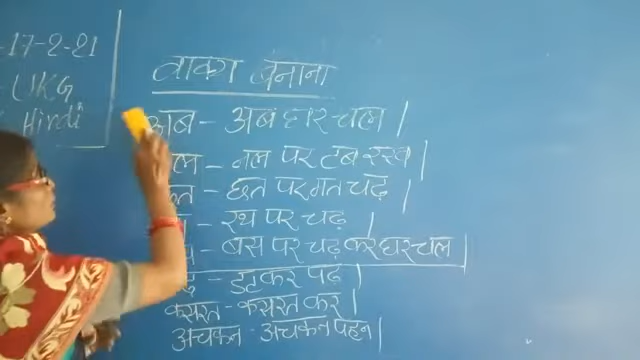 -17-2-21
- UKG
Hindi
वाक्य बनाना
अब - अब घर चल।
ल - नल पर टब रख।
त - छत पर मत चढ़।
- रथ पर चढ़।
- बस पर चढ़ कर घर चल।
- डटकर पढ़।
कसरत - कसरत कर।
अचकन - अचकन पहन।